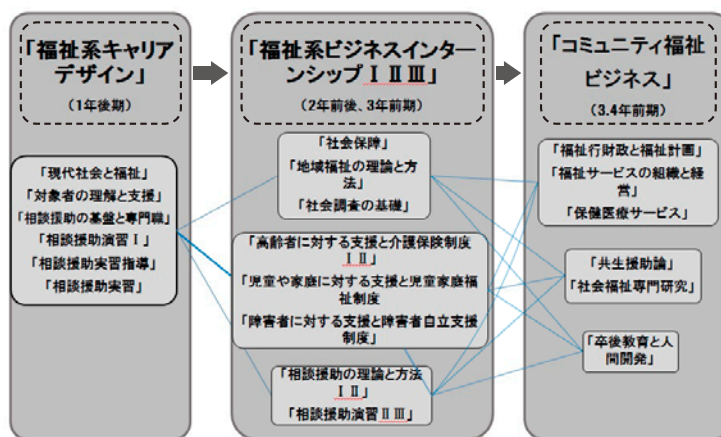 「福祉系キャリア
デザイン」
(1年後期)
「現代社会と福祉」
「対象者の理解と支援」
「相談援助の基盤と専門職」
「相談援助演習Ⅰ」
「相談援助実習指導」
「相談援助実習」
「福祉系ビジネスインター
ンシップⅠⅡⅢ」
(2年前後、3年前期)
「社会保障」
「地域福祉の理論と方
法」
「社会調査の基礎」
「高齢者に対する支援と介護保険制度
ⅠⅡ」
「児童や家庭に対する支援と児童家庭福
祉制度
「障害者に対する支援と障害者自立支援
制度」
「相談援助の理論と方法
ⅠⅡ」
「相談援助演習ⅡⅢ」
「コミュニティ福祉
ビジネス」
(3.4年前期)
「福祉行財政と福祉計画」
「福祉サービスの組織と経
営」
「保健医療サービス」
「共生援助論」
「社会福祉専門研究」
「卒後教育と人
間開発」